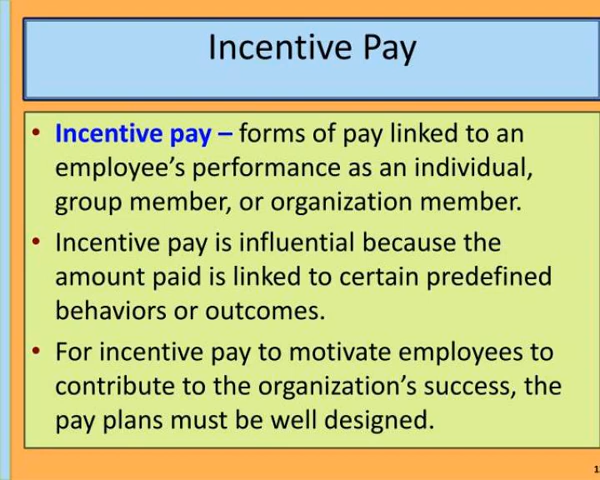 Incentive Pay
• Incentive pay – forms of pay linked to an
employee’s performance as an individual,
group member, or organization member.
• Incentive pay is influential because the
amount paid is linked to certain predefined
behaviors or outcomes.
• For incentive pay to motivate employees to
contribute to the organization’s success, the
pay plans must be well designed.